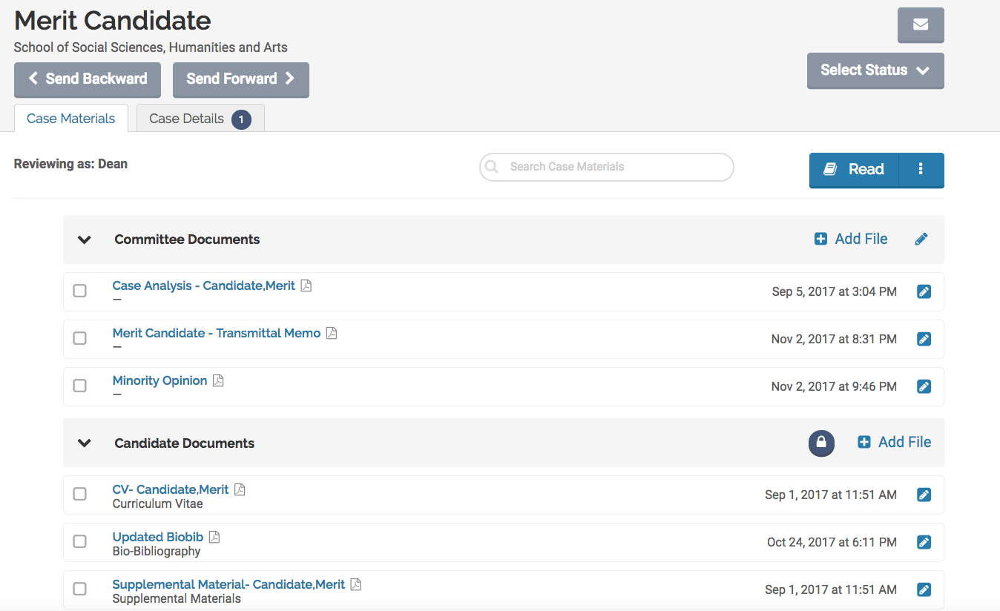 Merit Candidate
School of Social Sciences, Humanities and Arts
Send Backward
Send Forward
Select Status
Case Materials
Case Details 1
Reviewing as: Dean
Search Case Materials
Read
Committee Documents
Add File
Case Analysis - Candidate,Merit
—
Sep 5, 2017 at 3:04 PM
Merit Candidate - Transmittal Memo
—
Nov 2, 2017 at 8:31 PM
Minority Opinion
—
Nov 2, 2017 at 9:46 PM
Candidate Documents
Add File
CV- Candidate,Merit
Curriculum Vitae
Sep 1, 2017 at 11:51 AM
Updated Biobib
Bio-Bibliography
Oct 24, 2017 at 6:11 PM
Supplemental Material- Candidate,Merit
Supplemental Materials
Sep 1, 2017 at 11:51 AM